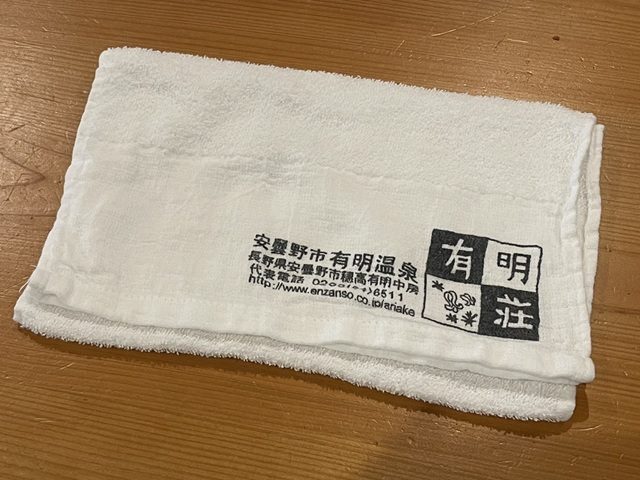 安曇野市 有明温泉
長野県安曇野市穂高有明中房
代表電話
http://www.enzanso.co.jp/ariake
有明荘